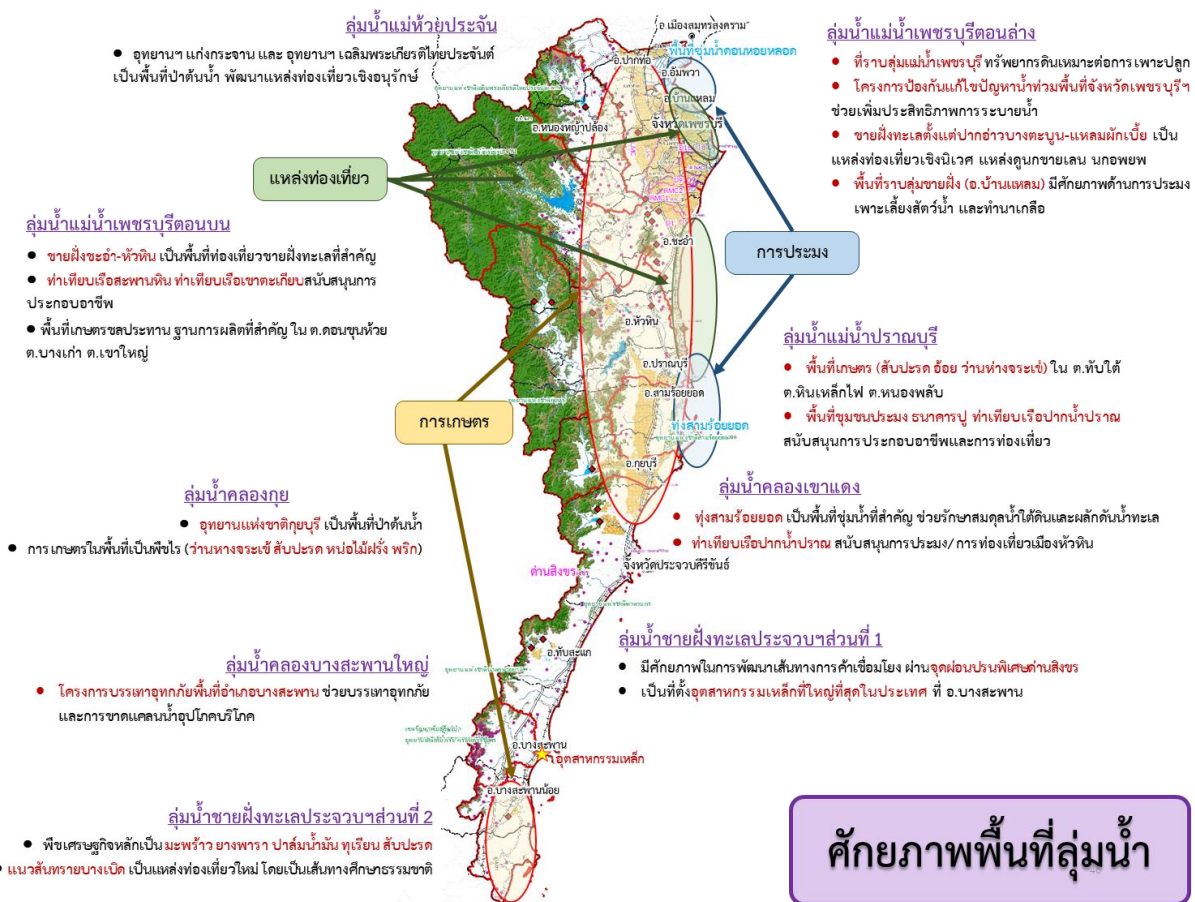 ลุ่มน้ำแม่ห้วยประจัน
● อุทยานฯ แก่งกระจาน และ อุทยานฯ เฉลิมพระเกียรติไทยประจันต์
เป็นพื้นที่ป่าต้นน้ำ พัฒนาแหล่งท่องเที่ยวเชิงอนุรักษ์
แหล่งท่องเที่ยว
ลุ่มน้ำแม่น้ำเพชรบุรีตอนบน
● ชายฝั่งชะอำ-หัวหิน เป็นพื้นที่ท่องเที่ยวชายฝั่งทะเลที่สำคัญ
● ท่าเทียบเรือสะพานหิน ท่าเทียบเรือเขาตะเกียบสนับสนุนการ
ประกอบอาชีพ
● พื้นที่เกษตรชลประทาน ฐานการผลิตที่สำคัญ ใน ต.ดอนขุนห้วย
ต.บางเก่า ต.เขาใหญ่
การเกษตร
ลุ่มน้ำคลองกุย
● อุทยานแห่งชาติกุยบุรี เป็นพื้นที่ป่าต้นน้ำ
● การเกษตรในพื้นที่เป็นพืชไร่ (ว่านหางจระเข้ สับปะรด หน่อไม้ฝรั่ง พริก)
ลุ่มน้ำคลองบางสะพานใหญ่
● โครงการบรรเทาอุทกภัยพื้นที่อำเภอบางสะพาน ช่วยบรรเทาอุทกภัย
และการขาดแคลนน้ำอุปโภคบริโภค
ลุ่มน้ำชายฝั่งทะเลประจวบฯส่วนที่ 2
● พืชเศรษฐกิจหลักเป็น มะพร้าว ยางพารา ปาล์มน้ำมัน ทุเรียน สับปะรด
● แนวสันทรายบางเบิด เป็นแหล่งท่องเที่ยวใหม่ โดยเป็นเส้นทางศึกษาธรรมชาติ
อ.เมืองสมุทรสงคราม
พื้นที่ชุ่มน้ำดอนหอยหลอด
อ.ปากท่อ
อ.อัมพวา
อ.บ้านแหลม
อ.หนองหญ้าปล้อง
จังหวัดเพชรบุรี
RMC2
อ.ชะอำ
อ.หัวหิน
อ.ปราณบุรี
อ.สามร้อยยอด
ทุ่งสามร้อยยอด
อ.กุยบุรี
ด่านสิงขร
จังหวัดประจวบคีรีขันธ์
อ.ทับสะแก
อ.บางสะพาน
อุตสาหกรรมเหล็ก
อ.บางสะพานน้อย
ลุ่มน้ำแม่น้ำเพชรบุรีตอนล่าง
● ที่ราบลุ่มแม่น้ำเพชรบุรี ทรัพยากรดินเหมาะต่อการเพาะปลูก
● โครงการป้องกันแก้ไขปัญหาน้ำท่วมพื้นที่จังหวัดเพชรบุรีฯ
ช่วยเพิ่มประสิทธิภาพการระบายน้ำ
● ชายฝั่งทะเลตั้งแต่ปากอ่าวบางตะบูน-แหลมผักเบี้ย เป็น
แหล่งท่องเที่ยวเชิงนิเวศ แหล่งดูนกชายเลน นกอพยพ
● พื้นที่ราบลุ่มชายฝั่ง (อ.บ้านแหลม) มีศักยภาพด้านการประมง
เพาะเลี้ยงสัตว์น้ำ และทำนาเกลือ
การประมง
ลุ่มน้ำแม่น้ำปราณบุรี
● พื้นที่เกษตร (สับปะรด อ้อย ว่านห่างจระเข้) ใน ต.ทับใต้
ต.หินเหล็กไฟ ต.หนองพลับ
● พื้นที่ชุมชนประมง ธนาคารปู ท่าเทียบเรือปากน้ำปราณ
สนับสนุนการประกอบอาชีพและการท่องเที่ยว
ลุ่มน้ำคลองเขาแดง
● ทุ่งสามร้อยยอด เป็นพื้นที่ชุ่มน้ำที่สำคัญ ช่วยรักษาสมดุลน้ำใต้ดินและผลักดันน้ำทะเล
● ท่าเทียบเรือปากน้ำปราณ สนับสนุนการประมง/ การท่องเที่ยวเมืองหัวหิน
ลุ่มน้ำชายฝั่งทะเลประจวบฯส่วนที่ 1
● มีศักยภาพในการพัฒนาเส้นทางการค้าเชื่อมโยง ผ่านจุดผ่อนปรนพิเศษด่านสิงขร
● เป็นที่ตั้งอุตสาหกรรมเหล็กที่ใหญ่ที่สุดในประเทศ ที่ อ.บางสะพาน
ศักยภาพพื้นที่ลุ่มน้ำ